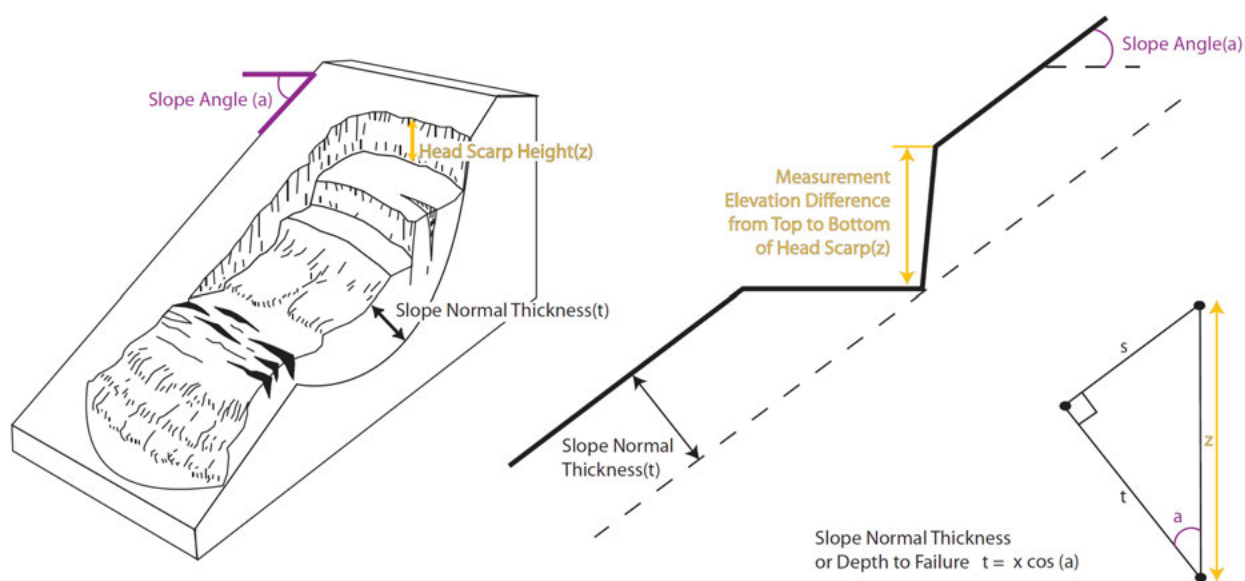 Slope Angle (a)
Head Scarp Height(z)
Slope Normal Thickness(t)
Slope Angle(a)
Measurement
Elevation Difference
from Top to Bottom
of Head Scarp(z)
Slope Normal
Thickness(t)
s
z
t
a
Slope Normal Thickness
or Depth to Failure t = x cos (a)